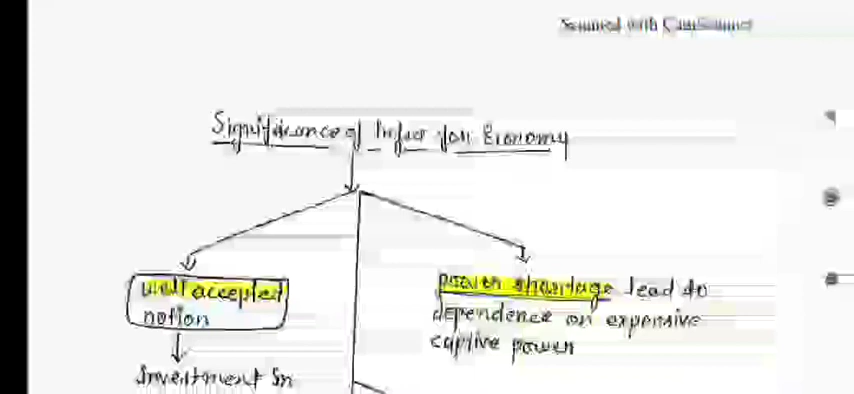 Scanned with CamScanner
Significance of Infra for Economy
well accepted
notion
Investment in
power shortage lead to
dependence on expensive
captive power